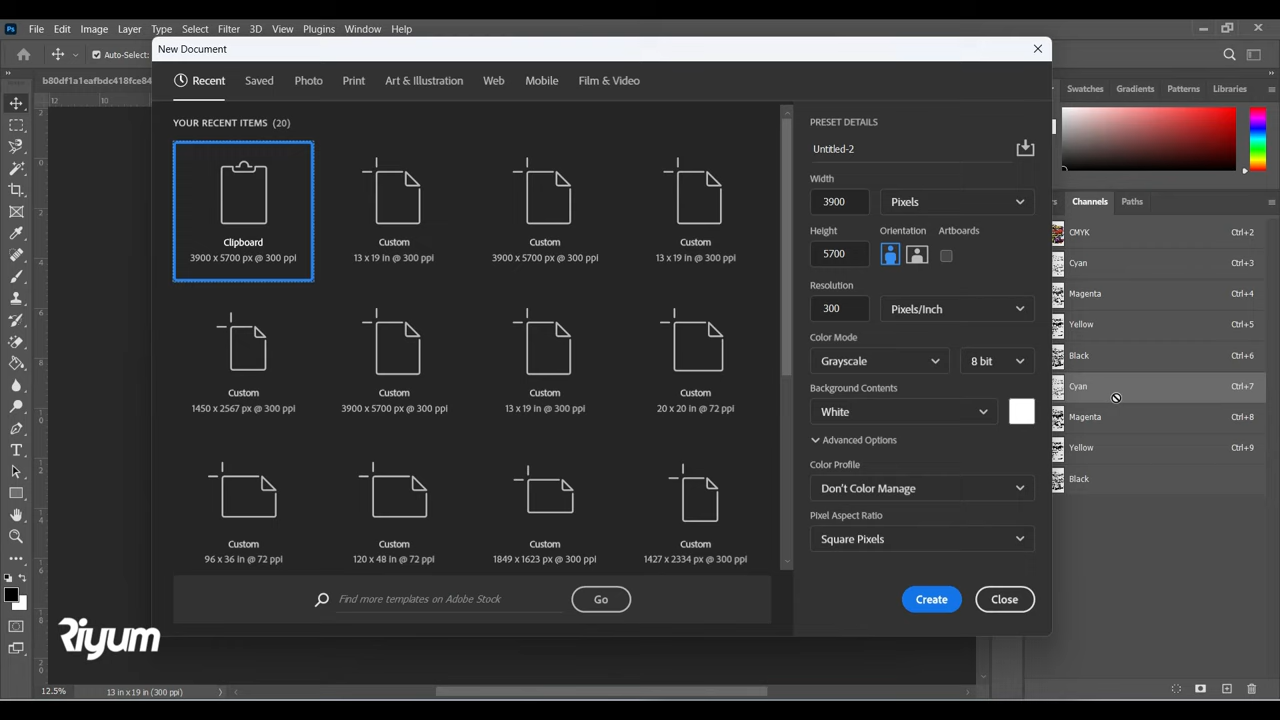 Ps File Edit Image Layer Type Select Filter 3D View Plugins Window Help
New Document
Auto-Select:
b80df1a1eafbdc418fce84
Recent Saved Photo Print Art & Illustration Web Mobile Film & Video
Swatches Gradients Patterns Libraries
YOUR RECENT ITEMS (20)
Clipboard
3900 x 5700 px @ 300 ppi
Custom
13 x 19 in @ 300 ppi
Custom
3900 x 5700 px @ 300 ppi
Custom
13 x 19 in @ 300 ppi
Custom
1450 x 2567 px @ 300 ppi
Custom
3900 x 5700 px @ 300 ppi
Custom
13 x 19 in @ 300 ppi
Custom
20 x 20 in @ 72 ppi
Custom
96 x 36 in @ 72 ppi
Custom
120 x 48 in @ 72 ppi
Custom
1849 x 1623 px @ 300 ppi
Custom
1427 x 2334 px @ 300 ppi
Find more templates on Adobe Stock
Go
PRESET DETAILS
Untitled-2
Width
3900 Pixels
Height Orientation Artboards
5700
Resolution
300 Pixels/Inch
Color Mode
Grayscale 8 bit
Background Contents
White
Advanced Options
Color Profile
Don't Color Manage
Pixel Aspect Ratio
Square Pixels
Create Close
Channels Paths
CMYK Ctrl+2
Cyan Ctrl+3
Magenta Ctrl+4
Yellow Ctrl+5
Black Ctrl+6
Cyan Ctrl+7
Magenta Ctrl+8
Yellow Ctrl+9
Black
Riyum
12.5% 13 in x 19 in (300 ppi)